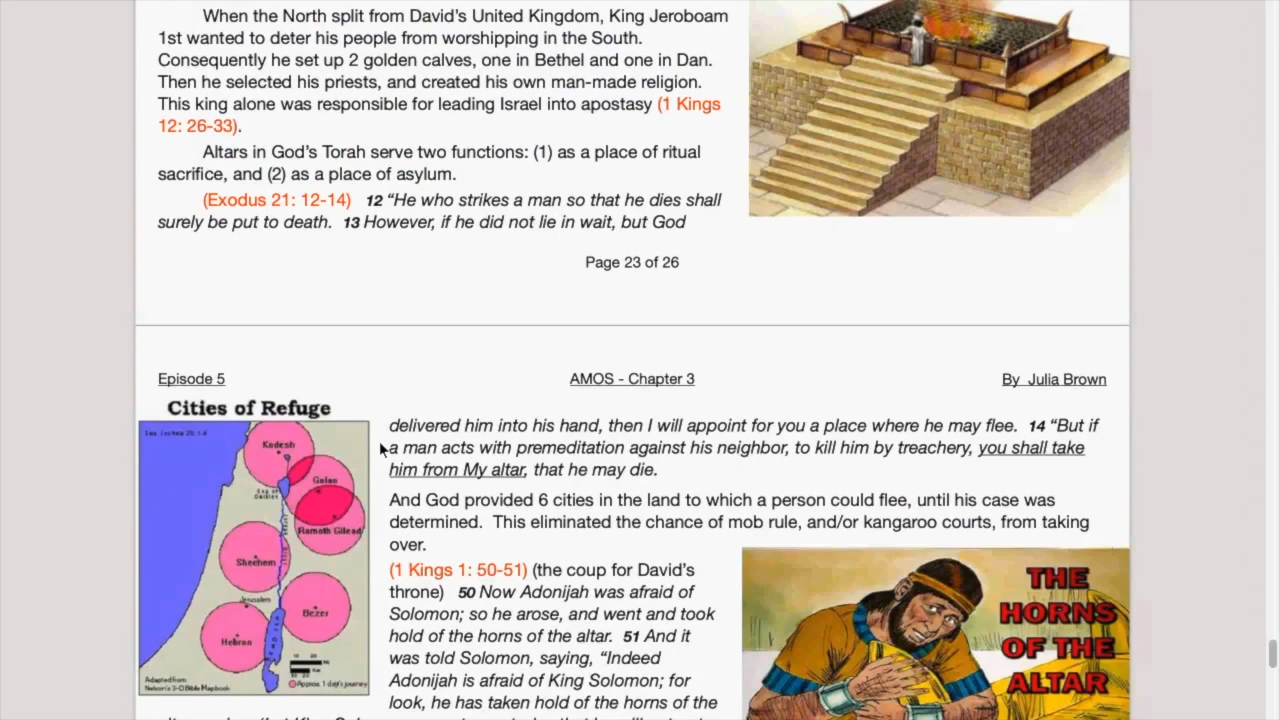 When the North split from David's United Kingdom, King Jeroboam
1st wanted to deter his people from worshipping in the South.
Consequently he set up 2 golden calves, one in Bethel and one in Dan.
Then he selected his priests, and created his own man-made religion.
This king alone was responsible for leading Israel into apostasy (1 Kings
12: 26-33).
Altars in God's Torah serve two functions: (1) as a place of ritual
sacrifice, and (2) as a place of asylum.
(Exodus 21: 12-14) 12 “He who strikes a man so that he dies shall
surely be put to death. 13 However, if he did not lie in wait, but God
Page 23 of 26
Episode 5
AMOS - Chapter 3
By Julia Brown
Cities of Refuge
Kadesh
Golan
Ramoth Gilead
Shechem
Jerusalem
Bezer
Hebron
Adapted from
Nelson's 3-D Bible Mapbook
Approx. 1 day's journey
delivered him into his hand, then I will appoint for you a place where he may flee. 14 “But if
a man acts with premeditation against his neighbor, to kill him by treachery, you shall take
him from My altar, that he may die.
And God provided 6 cities in the land to which a person could flee, until his case was
determined. This eliminated the chance of mob rule, and/or kangaroo courts, from taking
over.
(1 Kings 1: 50-51) (the coup for David's
throne) 50 Now Adonijah was afraid of
Solomon; so he arose, and went and took
hold of the horns of the altar. 51 And it
was told Solomon, saying, “Indeed
Adonijah is afraid of King Solomon; for
look, he has taken hold of the horns of the
THE
HORNS
OF THE
ALTAR